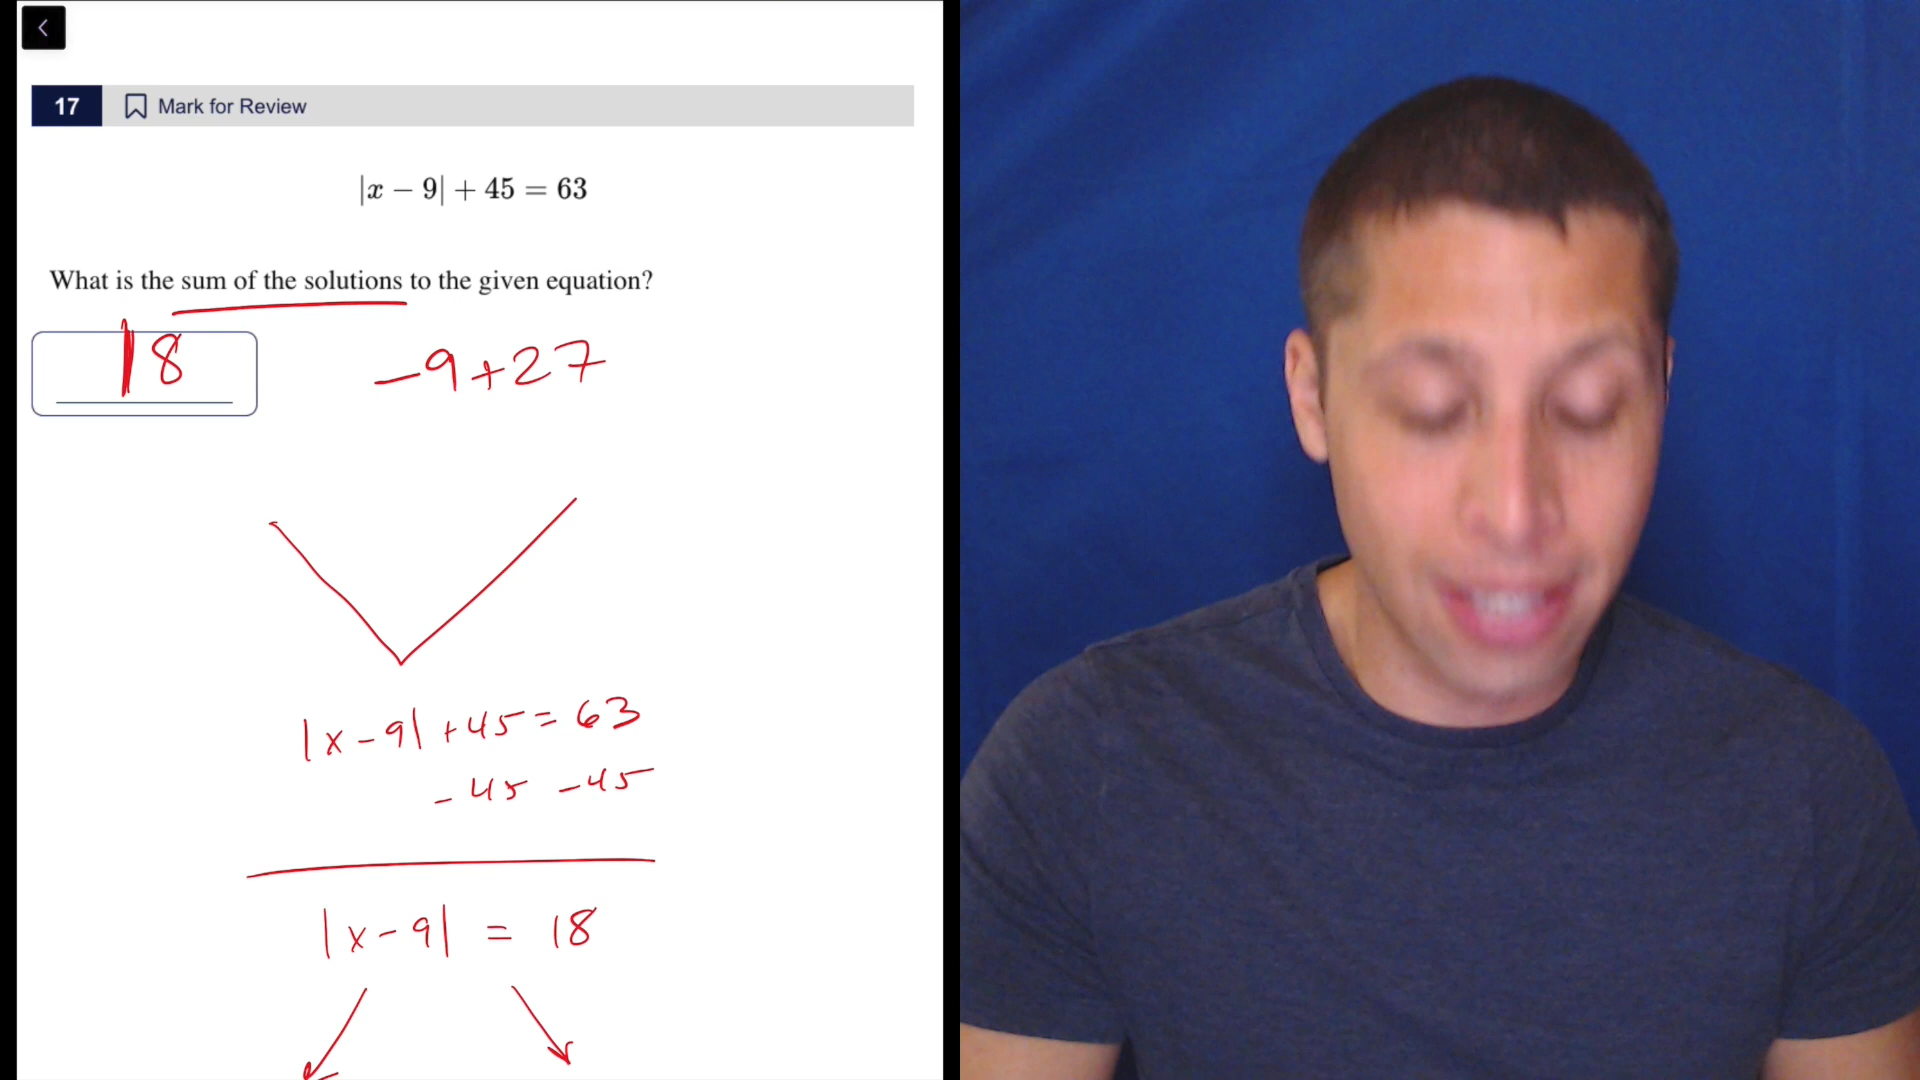 17 Mark for Review
|x − 9| + 45 = 63
What is the sum of the solutions to the given equation?
18
−9+27
|x-9| +45 = 63
-45 -45
|x-9| = 18